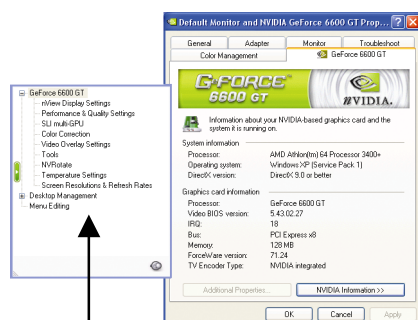 Default Monitor and NVIDIA GeForce 6600 GT Prop...
General Adapter Monitor Troubleshoot
Color Management GeForce 6600 GT
GeFORCE
6600 GT
nVIDIA.
Information about your NVIDIA-based graphics card and the
system it is running on.
System information
Processor: AMD Athlon(tm) 64 Processor 3400+
Operating system: Windows XP (Service Pack 1)
DirectX version: DirectX 9.0 or better
Graphics card information
Processor: GeForce 6600 GT
Video BIOS version: 5.43.02.27
IRQ: 18
Bus: PCI Express x8
Memory: 128 MB
ForceWare version: 71.24
TV Encoder Type: NVIDIA integrated
Additional Properties... NVIDIA Information >>
OK Cancel Apply
GeForce 6600 GT
nView Display Settings
Performance & Quality Settings
SLI multi-GPU
Color Correction
Video Overlay Settings
Tools
NVRotate
Temperature Settings
Screen Resolutions & Refresh Rates
Desktop Management
Menu Editing